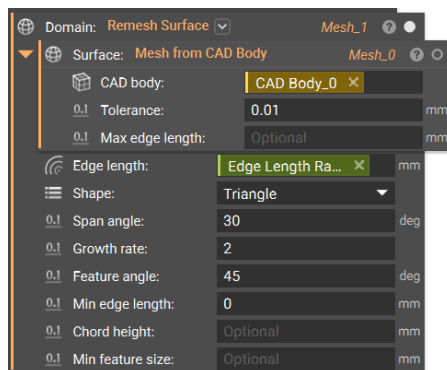 Domain: Remesh Surface Mesh_1
Surface: Mesh from CAD Body Mesh_0
CAD body: CAD Body_0
0.1 Tolerance: 0.01 mm
0.1 Max edge length: Optional mm
Edge length: Edge Length Ra... mm
Shape: Triangle
0.1 Span angle: 30 deg
0.1 Growth rate: 2
0.1 Feature angle: 45 deg
0.1 Min edge length: 0 mm
0.1 Chord height: Optional mm
0.1 Min feature size: Optional mm